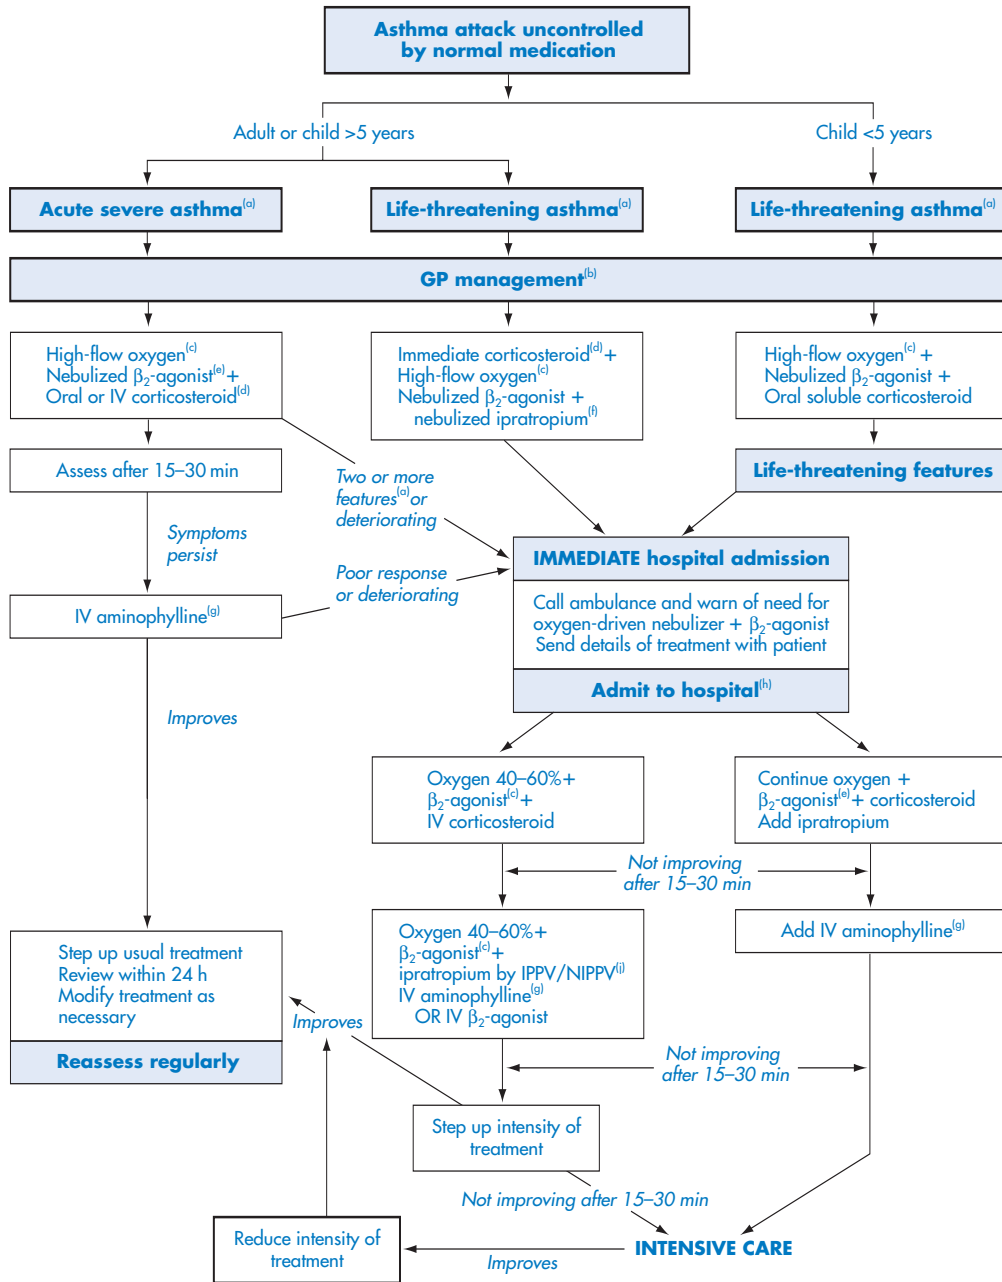 Asthma attack uncontrolled
by normal medication
Adult or child >5 years
Child <5 years
Acute severe asthma(a)
Life-threatening asthma(a)
Life-threatening asthma(a)
GP management(b)
High-flow oxygen(c)
Nebulized β2-agonist(e) +
Oral or IV corticosteroid(d)
Immediate corticosteroid(d) +
High-flow oxygen(c)
Nebulized β2-agonist +
nebulized ipratropium(f)
High-flow oxygen(c) +
Nebulized β2-agonist +
Oral soluble corticosteroid
Assess after 15–30 min
Two or more
features(a) or
deteriorating
Life-threatening features
Symptoms
persist
IMMEDIATE hospital admission
Poor response
or deteriorating
Call ambulance and warn of need for
oxygen-driven nebulizer + β2-agonist
Send details of treatment with patient
IV aminophylline(g)
Admit to hospital(h)
Improves
Oxygen 40–60%+
β2-agonist(c)+
IV corticosteroid
Continue oxygen +
β2-agonist(e)+ corticosteroid
Add ipratropium
Not improving
after 15–30 min
Oxygen 40–60%+
β2-agonist(c)+
ipratropium by IPPV/NIPPV(j)
IV aminophylline(g)
OR IV β2-agonist
Add IV aminophylline(g)
Step up usual treatment
Review within 24 h
Modify treatment as
necessary
Reassess regularly
Improves
Not improving
after 15–30 min
Step up intensity of
treatment
Not improving after 15–30 min
Reduce intensity of
treatment
Improves
INTENSIVE CARE